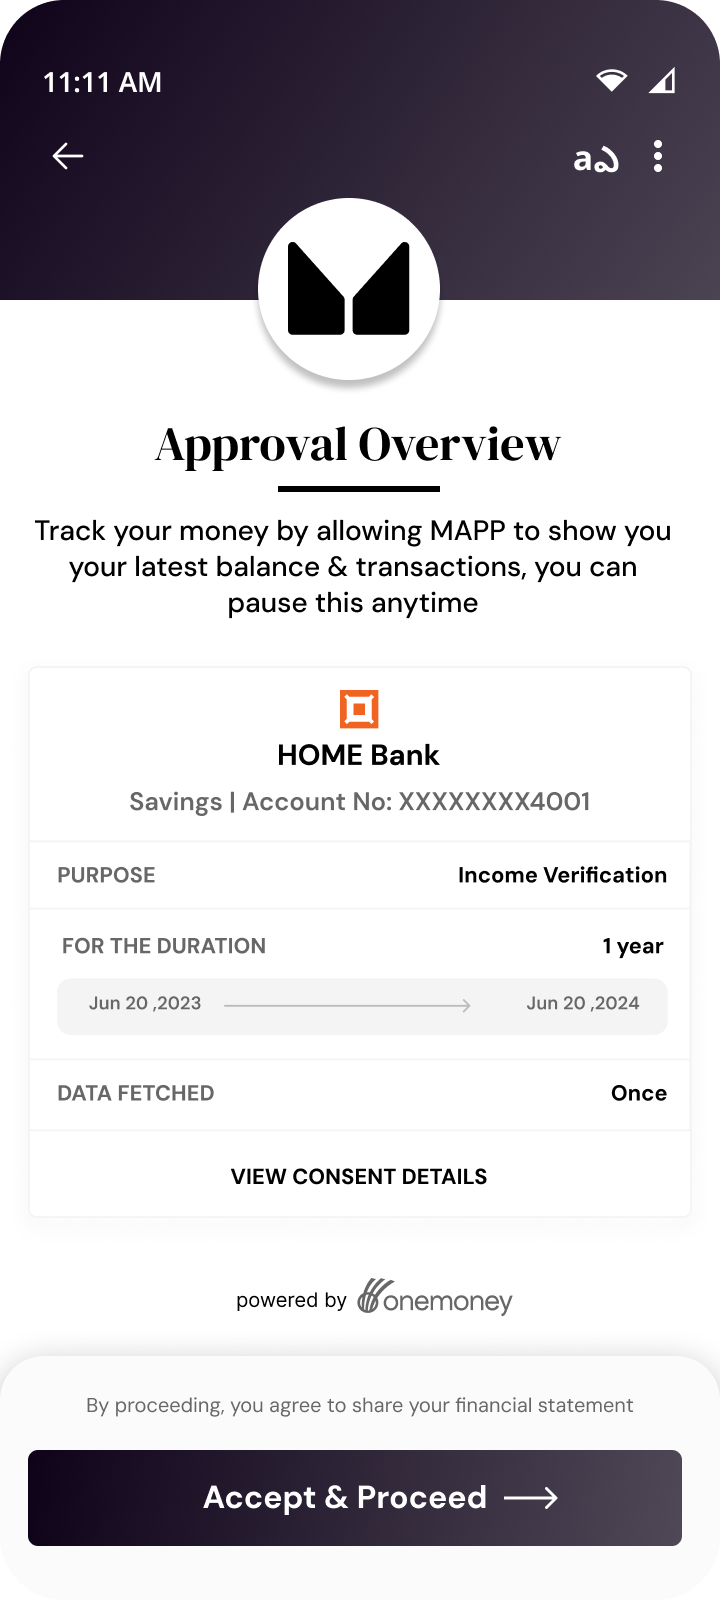 11:11 AM
aఎ
Approval Overview
Track your money by allowing MAPP to show you
your latest balance & transactions, you can
pause this anytime
HOME Bank
Savings | Account No: XXXXXXXX4001
PURPOSE Income Verification
FOR THE DURATION 1 year
Jun 20 ,2023 Jun 20 ,2024
DATA FETCHED Once
VIEW CONSENT DETAILS
powered by onemoney
By proceeding, you agree to share your financial statement
Accept & Proceed